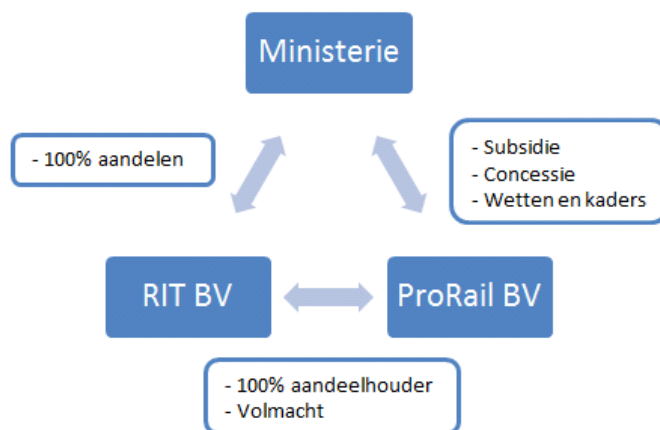 Ministerie
- 100% aandelen
- Subsidie
- Concessie
- Wetten en kaders
RIT BV
ProRail BV
- 100% aandeelhouder
- Volmacht